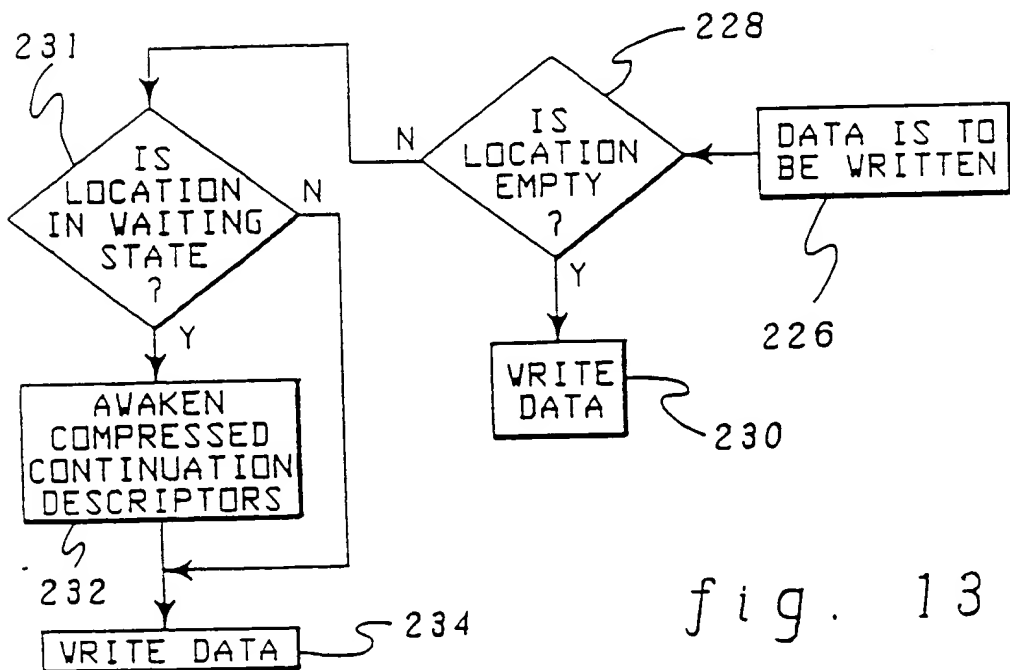 231
228
IS
LOCATION
IN WAITING
STATE
?
N
Y
N
IS
LOCATION
EMPTY
?
Y
DATA IS TO
BE WRITTEN
226
WRITE
DATA
230
AWAKEN
COMPRESSED
CONTINUATION
DESCRIPTORS
232
WRITE DATA
234
fig. 13